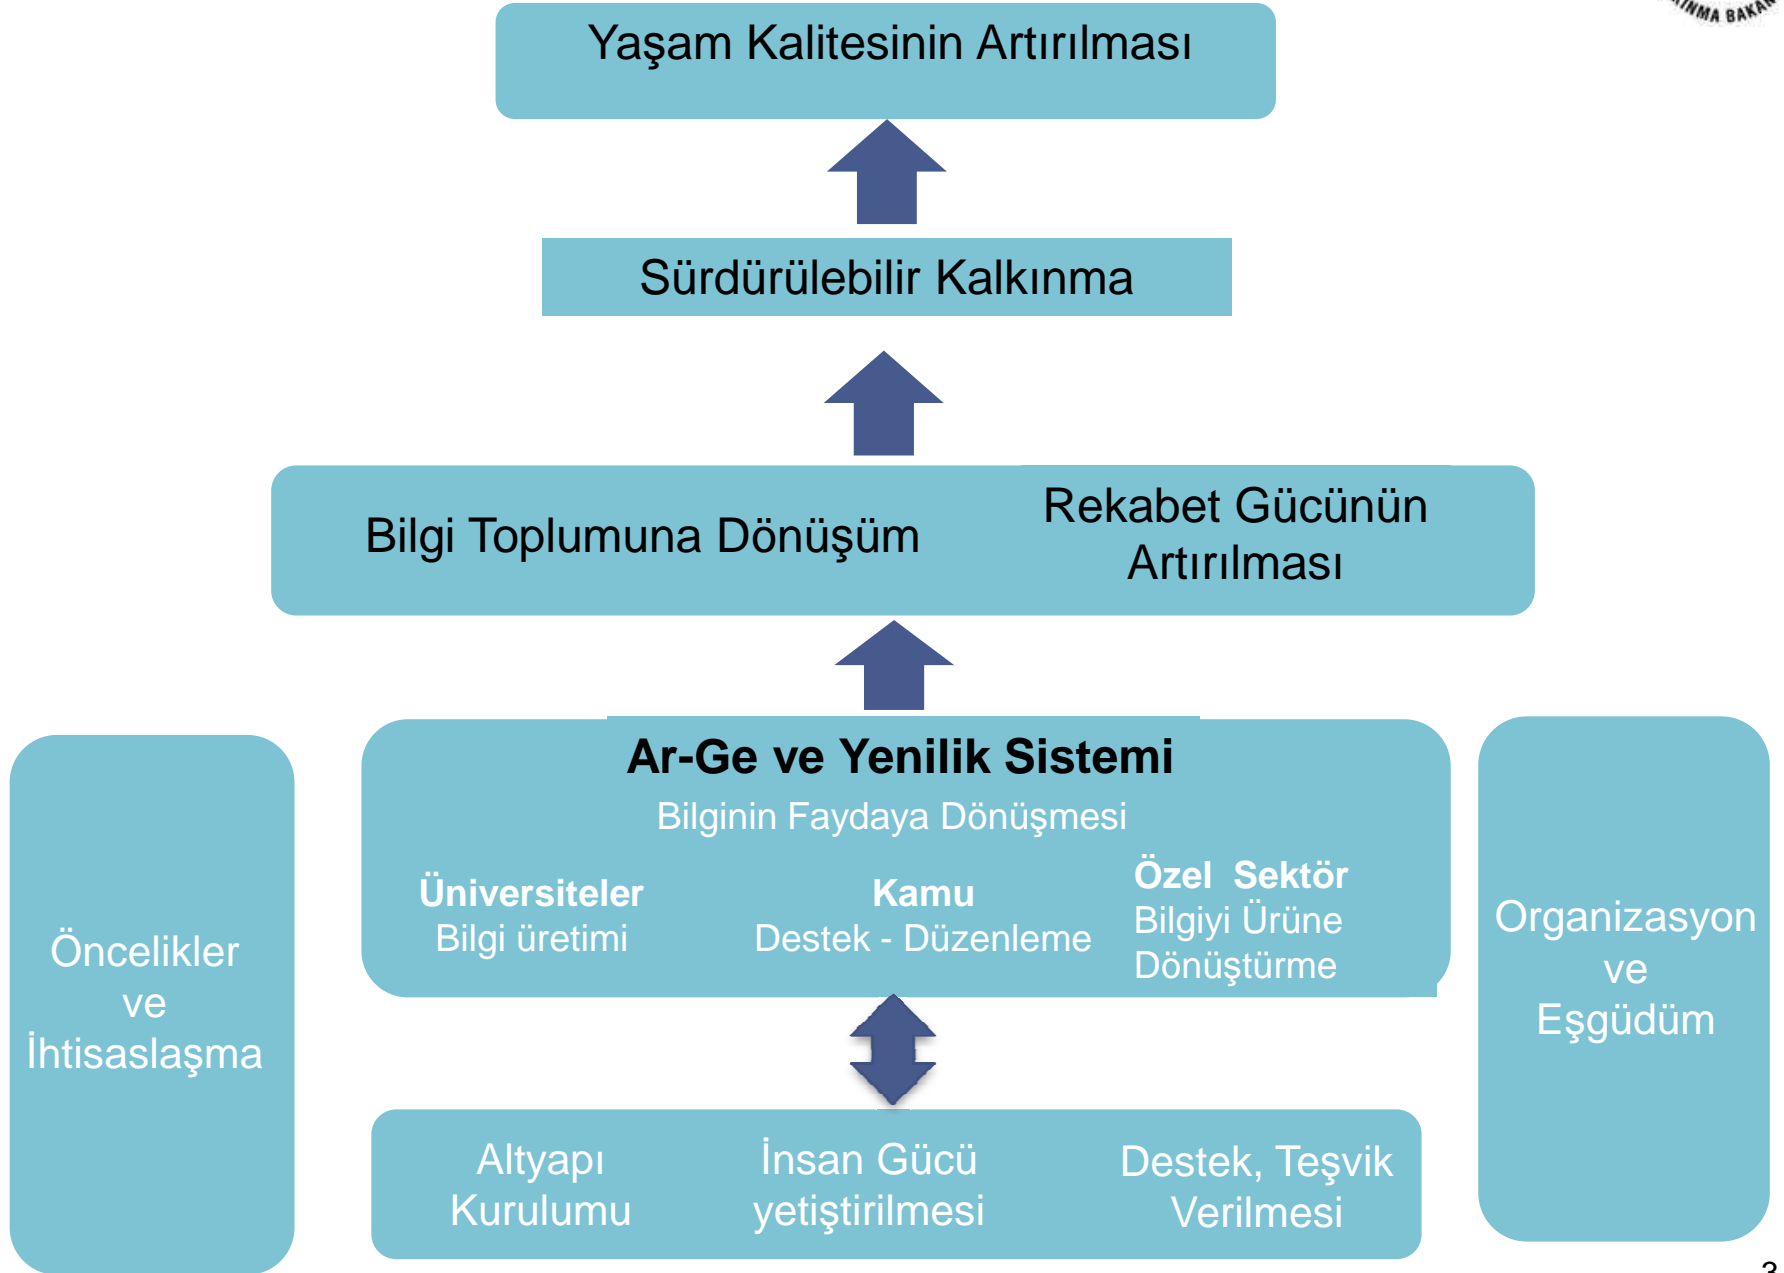 Yaşam Kalitesinin Artırılması
Sürdürülebilir Kalkınma
Bilgi Toplumuna Dönüşüm
Rekabet Gücünün
Artırılması
Ar-Ge ve Yenilik Sistemi
Bilginin Faydaya Dönüşmesi
Üniversiteler
Bilgi üretimi
Kamu
Destek - Düzenleme
Özel Sektör
Bilgiyi Ürüne
Dönüştürme
Öncelikler
ve
İhtisaslaşma
Organizasyon
ve
Eşgüdüm
Altyapı
Kurulumu
İnsan Gücü
yetiştirilmesi
Destek, Teşvik
Verilmesi